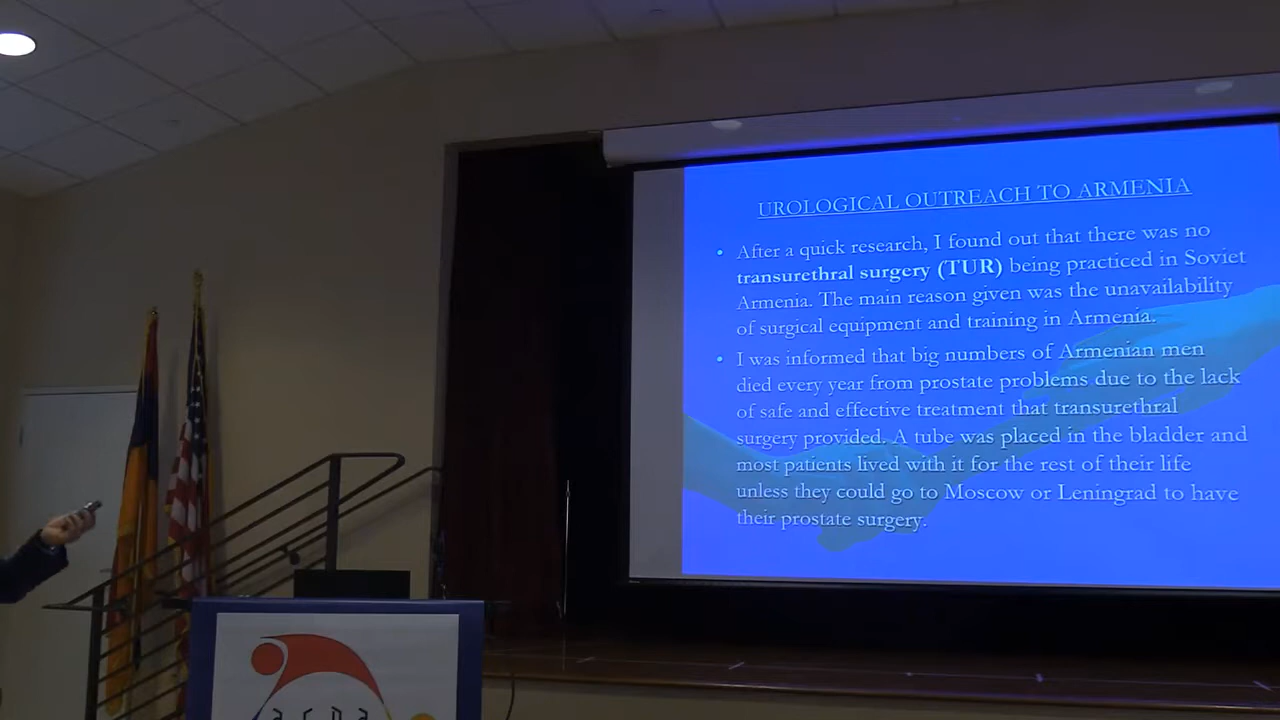 UROLOGICAL OUTREACH TO ARMENIA
• After a quick research, I found out that there was no
transurethral surgery (TUR) being practiced in Soviet
Armenia. The main reason given was the unavailability
of surgical equipment and training in Armenia.
• I was informed that big numbers of Armenian men
died every year from prostate problems due to the lack
of safe and effective treatment that transurethral
surgery provided. A tube was placed in the bladder and
most patients lived with it for the rest of their life
unless they could go to Moscow or Leningrad to have
their prostate surgery.